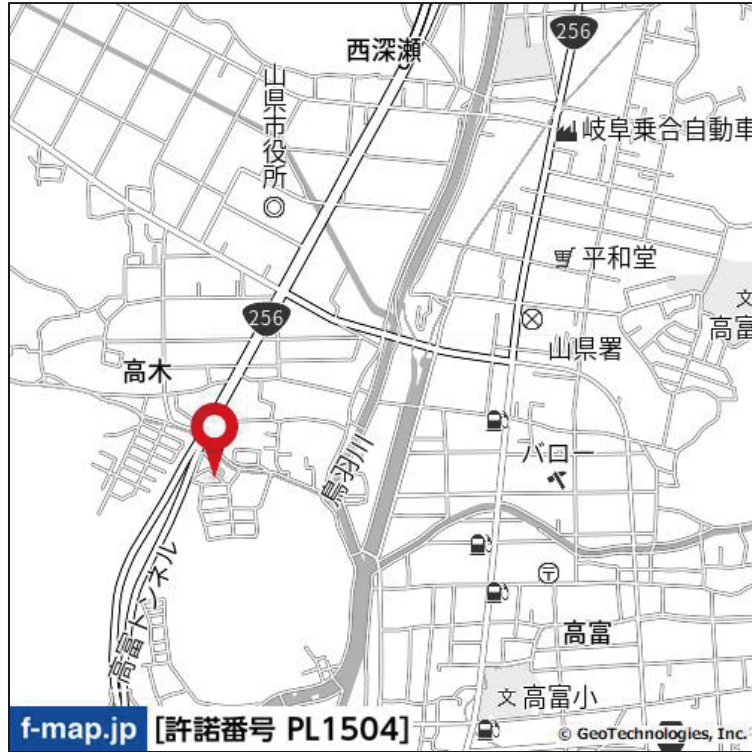 256
西深瀬
山県市役所
岐阜乗合自動車
平和堂
文
高富
256
山県署
高木
バロー
鳥羽川
高富トンネル
高富
文 高富小
f-map.jp [許諾番号 PL1504]
© GeoTechnologies, Inc.